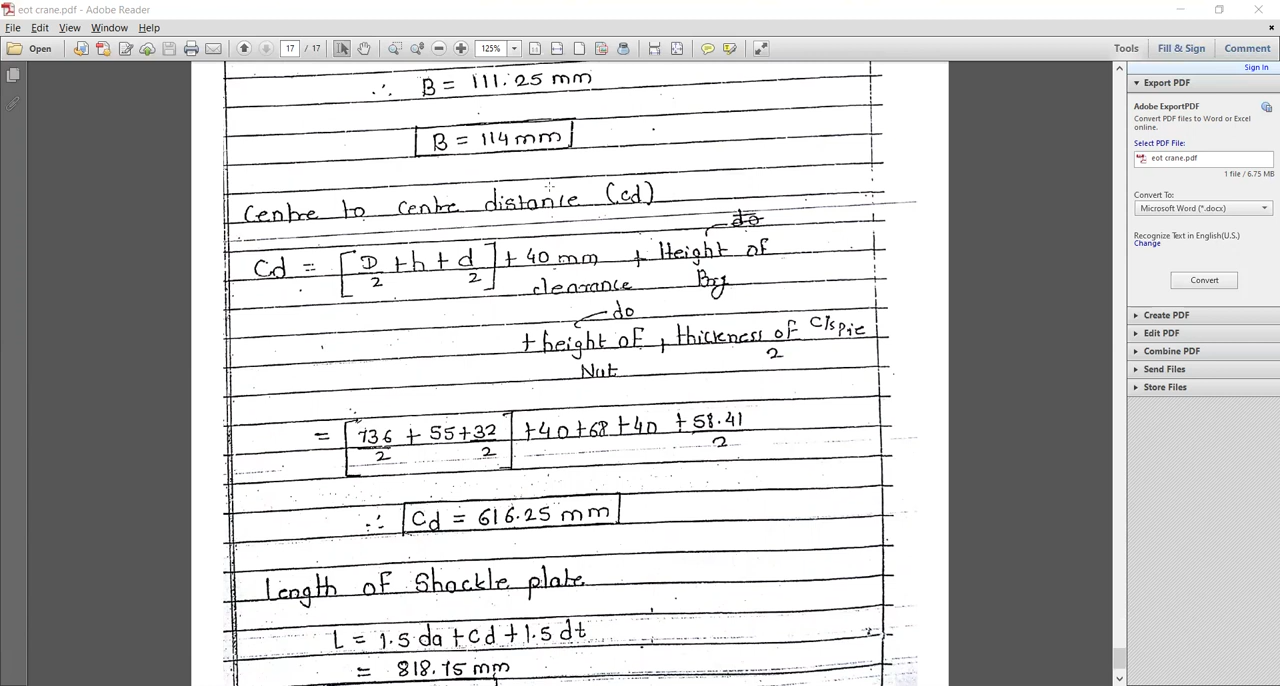 eot crane.pdf - Adobe Reader
File Edit View Window Help
Open 17 / 17 125% Tools Fill & Sign Comment
Sign In
Export PDF
Adobe ExportPDF
Convert PDF files to Word or Excel online.
Select PDF File:
eot crane.pdf
1 file / 6.75 MB
Convert To:
Microsoft Word (*.docx)
Recognize Text in English(U.S.)
Change
Convert
Create PDF
Edit PDF
Combine PDF
Send Files
Store Files
∴ B = 111.25 mm
B = 114 mm
Centre to centre distance (Cd)
do
Cd = [D/2 + h + d/2] + 40 mm + Height of
clearance Brg
do
+ height of + thickness of C/s Pie
Nut 2
= [736/2 + 55 + 32/2] + 40 + 68 + 40 + 58.41/2
∴ Cd = 616.25 mm
Length of Shackle plate
L = 1.5 da + Cd + 1.5 dt
= 818.75 mm